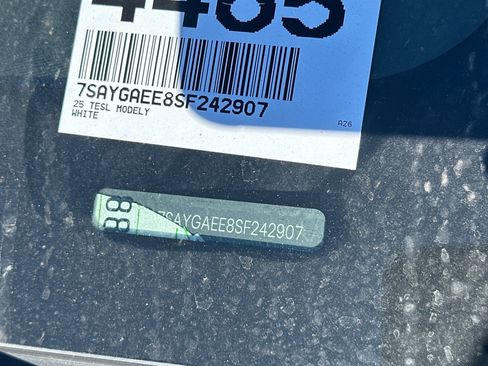 4485
7SAYGAEE8SF242907
25 TESL MODELY
WHITE
A26
88
7SAYGAEE8SF242907